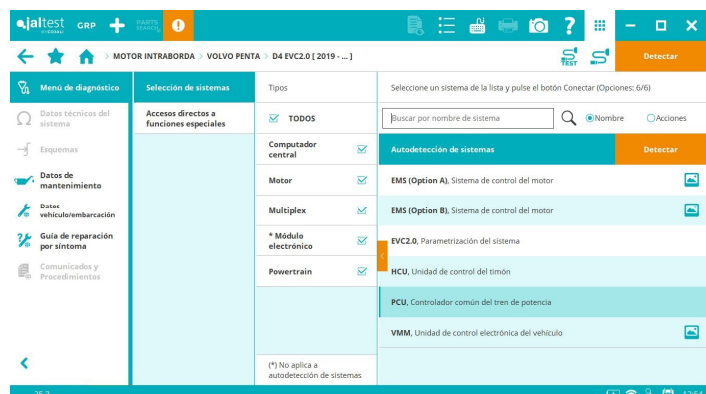 jaltest GRP
by COJALI
PARTS
SEARCH
?
> MOTOR INTRABORDA > VOLVO PENTA > D4 EVC2.0 [ 2019 - ... ]
TEST
Detectar
Menú de diagnóstico
Selección de sistemas
Tipos
Seleccione un sistema de la lista y pulse el botón Conectar (Opciones: 6/6)
Datos técnicos del
sistema
Accesos directos a
funciones especiales
TODOS
Buscar por nombre de sistema
Nombre
Acciones
Esquemas
Computador
central
Autodetección de sistemas
Detectar
Datos de
mantenimiento
Motor
EMS (Option A), Sistema de control del motor
Datos
vehículo/embarcación
Multiplex
EMS (Option B), Sistema de control del motor
Guía de reparación
por síntoma
* Módulo
electrónico
EVC2.0, Parametrización del sistema
Comunicados y
Procedimientos
Powertrain
HCU, Unidad de control del timón
PCU, Controlador común del tren de potencia
VMM, Unidad de control electrónica del vehículo
(*) No aplica a
autodetección de sistemas